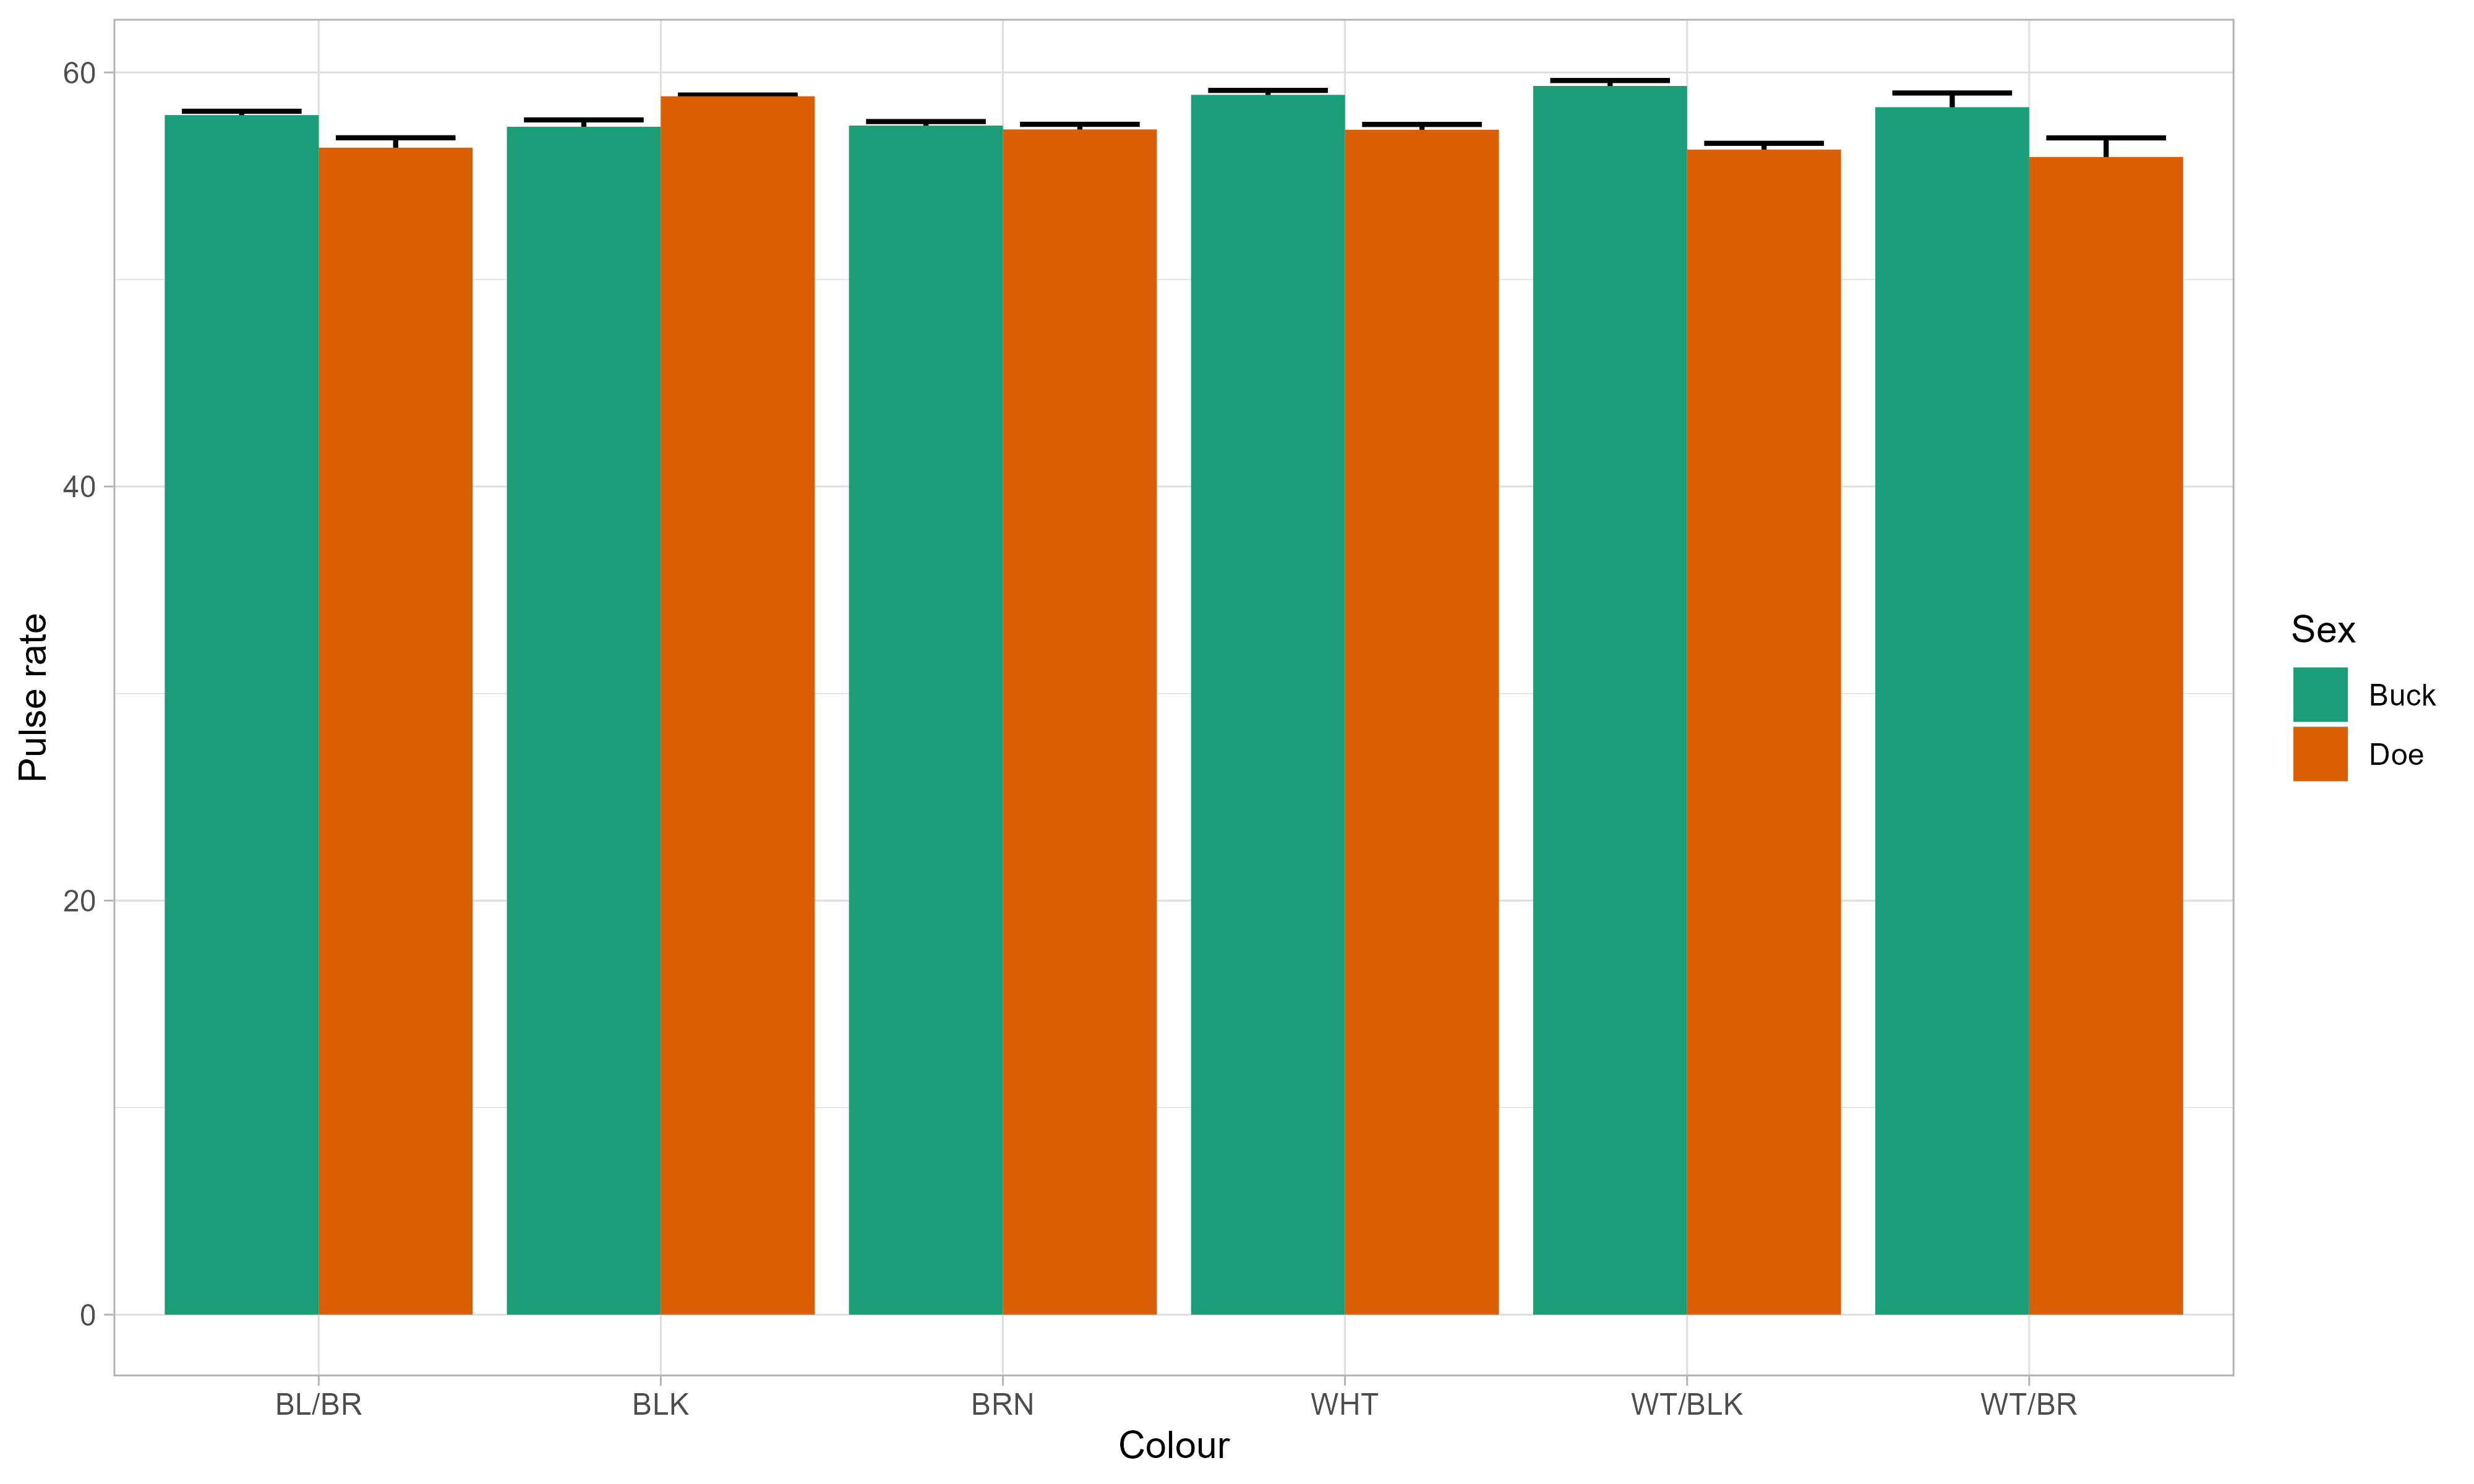 60
40
20
0
Pulse rate
BL/BR
BLK
BRN
WHT
WT/BLK
WT/BR
Colour
Sex
Buck
Doe